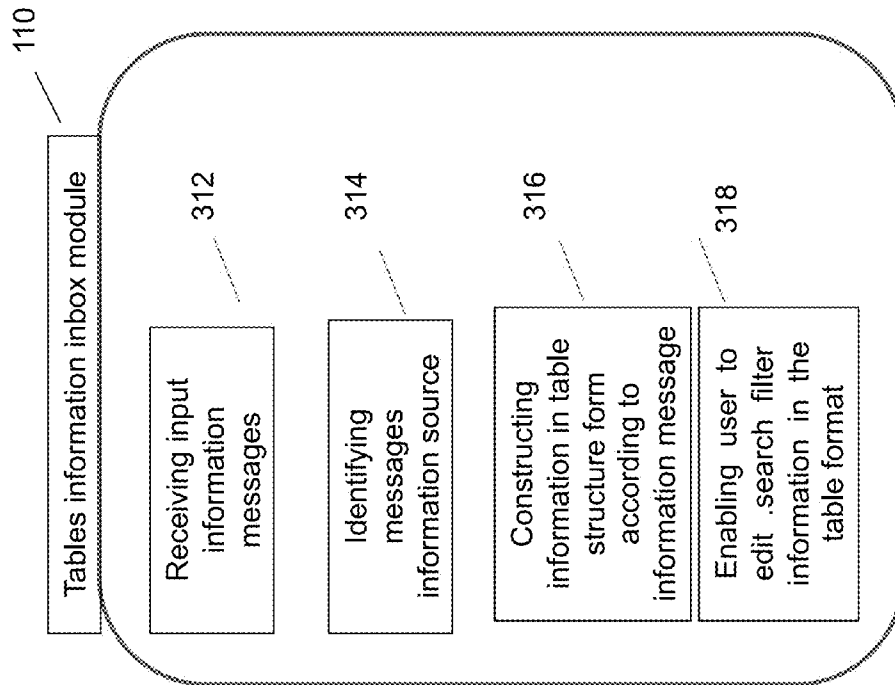 110
Tables information inbox module
312
Receiving input
information
messages
314
Identifying
messages
information source
316
Constructing
information in table
structure form
according to
information message
318
Enabling user to
edit .search filter
information in the
table format